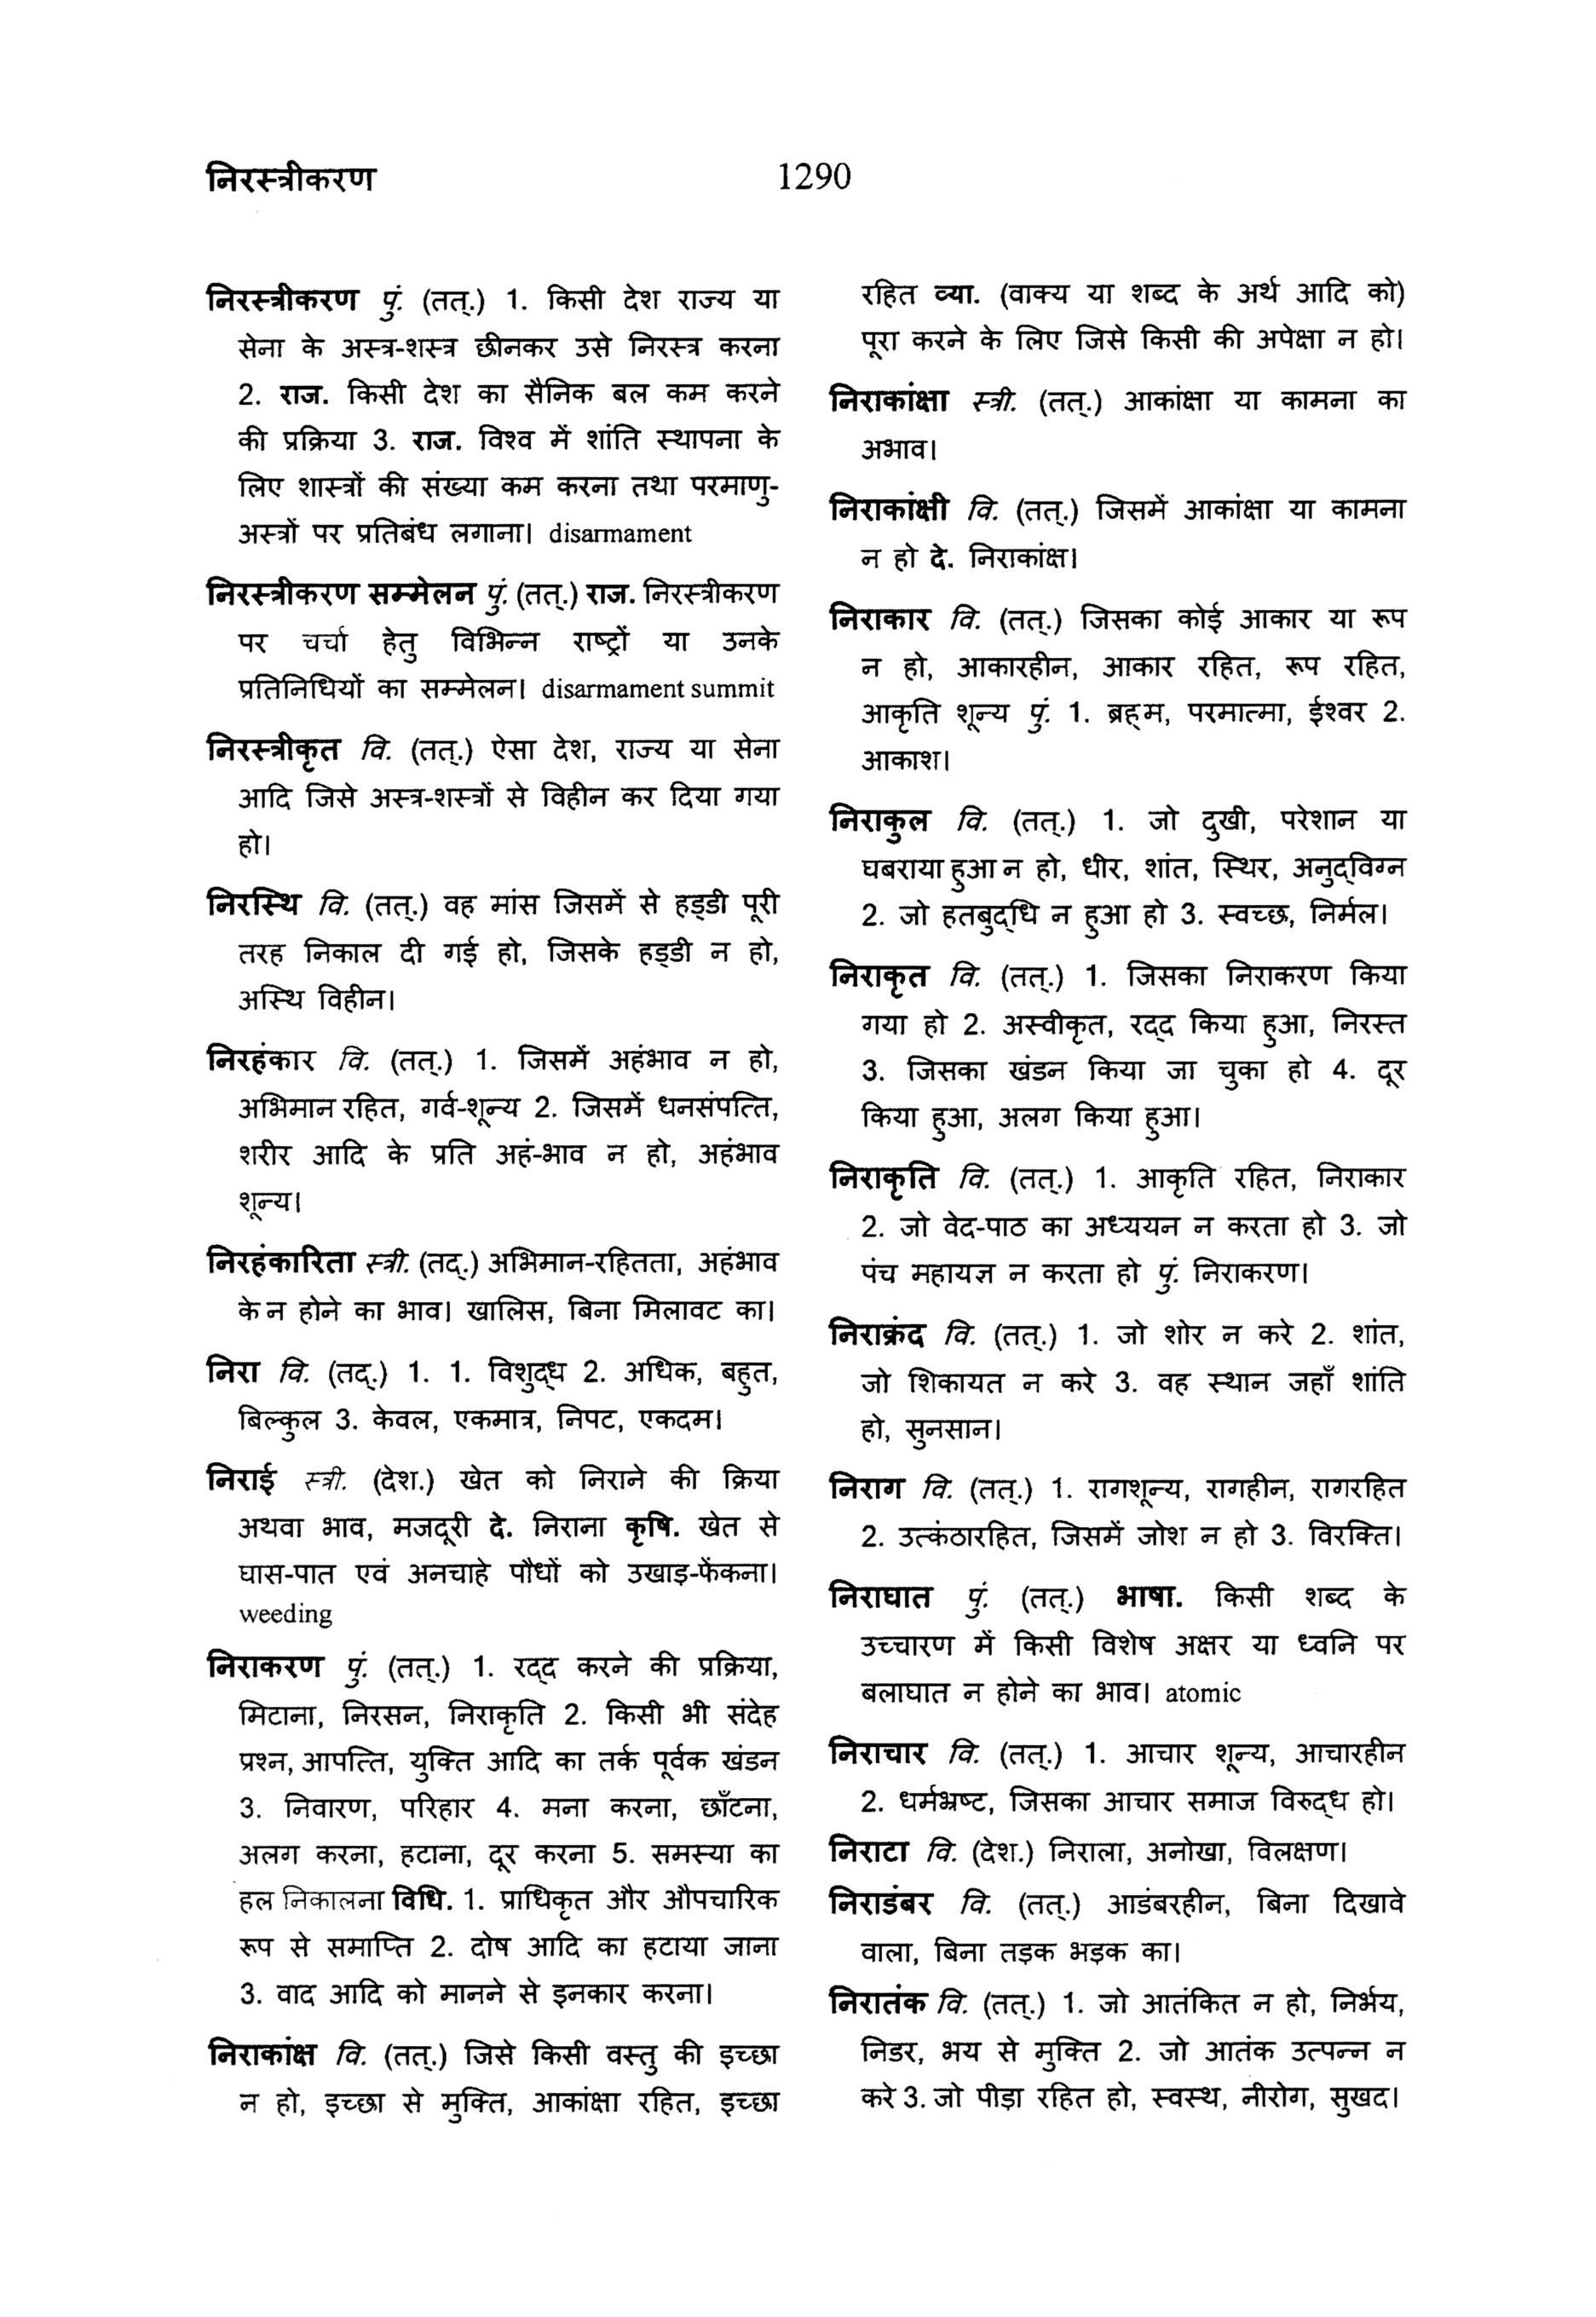 निरस्त्रीकरण
1290
निरस्त्रीकरण पुं. (तत्.) 1. किसी देश राज्य या
सेना के अस्त्र-शस्त्र छीनकर उसे निरस्त्र करना
2. राज. किसी देश का सैनिक बल कम करने
की प्रक्रिया 3. राज. विश्व में शांति स्थापना के
लिए शास्त्रों की संख्या कम करना तथा परमाणु-
अस्त्रों पर प्रतिबंध लगाना। disarmament
निरस्त्रीकरण सम्मेलन पुं. (तत्.) राज. निरस्त्रीकरण
पर चर्चा हेतु विभिन्न राष्ट्रों या उनके
प्रतिनिधियों का सम्मेलन। disarmament summit
निरस्त्रीकृत वि. (तत्.) ऐसा देश, राज्य या सेना
आदि जिसे अस्त्र-शस्त्रों से विहीन कर दिया गया
हो।
निरस्थि वि. (तत्.) वह मांस जिसमें से हड्डी पूरी
तरह निकाल दी गई हो, जिसके हड्डी न हो,
अस्थि विहीन।
निरहंकार वि. (तत्.) 1. जिसमें अहंभाव न हो,
अभिमान रहित, गर्व-शून्य 2. जिसमें धनसंपत्ति,
शरीर आदि के प्रति अहं-भाव न हो, अहंभाव
शून्य।
निरहंकारिता स्त्री. (तद्.) अभिमान-रहितता, अहंभाव
के न होने का भाव। खालिस, बिना मिलावट का।
निरा वि. (तद्.) 1. 1. विशुद्ध 2. अधिक, बहुत,
बिल्कुल 3. केवल, एकमात्र, निपट, एकदम।
निराई स्त्री. (देश.) खेत को निराने की क्रिया
अथवा भाव, मजदूरी दे. निराना कृषि. खेत से
घास-पात एवं अनचाहे पौधों को उखाड़-फेंकना।
weeding
निराकरण पुं. (तत्.) 1. रद्द करने की प्रक्रिया,
मिटाना, निरसन, निराकृति 2. किसी भी संदेह
प्रश्न, आपत्ति, युक्ति आदि का तर्क पूर्वक खंडन
3. निवारण, परिहार 4. मना करना, छाँटना,
अलग करना, हटाना, दूर करना 5. समस्या का
हल निकालना विधि. 1. प्राधिकृत और औपचारिक
रूप से समाप्ति 2. दोष आदि का हटाया जाना
3. वाद आदि को मानने से इनकार करना।
निराकांक्ष वि. (तत्.) जिसे किसी वस्तु की इच्छा
न हो, इच्छा से मुक्ति, आकांक्षा रहित, इच्छा
रहित व्या. (वाक्य या शब्द के अर्थ आदि को)
पूरा करने के लिए जिसे किसी की अपेक्षा न हो।
निराकांक्षा स्त्री. (तत्.) आकांक्षा या कामना का
अभाव।
निराकांक्षी वि. (तत्.) जिसमें आकांक्षा या कामना
न हो दे. निराकांक्ष।
निराकार वि. (तत्.) जिसका कोई आकार या रूप
न हो, आकारहीन, आकार रहित, रूप रहित,
आकृति शून्य पुं. 1. ब्रह्म, परमात्मा, ईश्वर 2.
आकाश।
निराकुल वि. (तत्.) 1. जो दुखी, परेशान या
घबराया हुआ न हो, धीर, शांत, स्थिर, अनुद्विग्न
2. जो हतबुद्धि न हुआ हो 3. स्वच्छ, निर्मल।
निराकृत वि. (तत्.) 1. जिसका निराकरण किया
गया हो 2. अस्वीकृत, रद्द किया हुआ, निरस्त
3. जिसका खंडन किया जा चुका हो 4. दूर
किया हुआ, अलग किया हुआ।
निराकृति वि. (तत्.) 1. आकृति रहित, निराकार
2. जो वेद-पाठ का अध्ययन न करता हो 3. जो
पंच महायज्ञ न करता हो पुं. निराकरण।
निराक्रंद वि. (तत्.) 1. जो शोर न करे 2. शांत,
जो शिकायत न करे 3. वह स्थान जहाँ शांति
हो, सुनसान।
निराग वि. (तत्.) 1. रागशून्य, रागहीन, रागरहित
2. उत्कंठारहित, जिसमें जोश न हो 3. विरक्ति।
निराघात पुं. (तत्.) भाषा. किसी शब्द के
उच्चारण में किसी विशेष अक्षर या ध्वनि पर
बलाघात न होने का भाव। atomic
निराचार वि. (तत्.) 1. आचार शून्य, आचारहीन
2. धर्मभ्रष्ट, जिसका आचार समाज विरुद्ध हो।
निराटा वि. (देश.) निराला, अनोखा, विलक्षण।
निराडंबर वि. (तत्.) आडंबरहीन, बिना दिखावे
वाला, बिना तड़क भड़क का।
निरातंक वि. (तत्.) 1. जो आतंकित न हो, निर्भय,
निडर, भय से मुक्ति 2. जो आतंक उत्पन्न न
करे 3. जो पीड़ा रहित हो, स्वस्थ, नीरोग, सुखद।